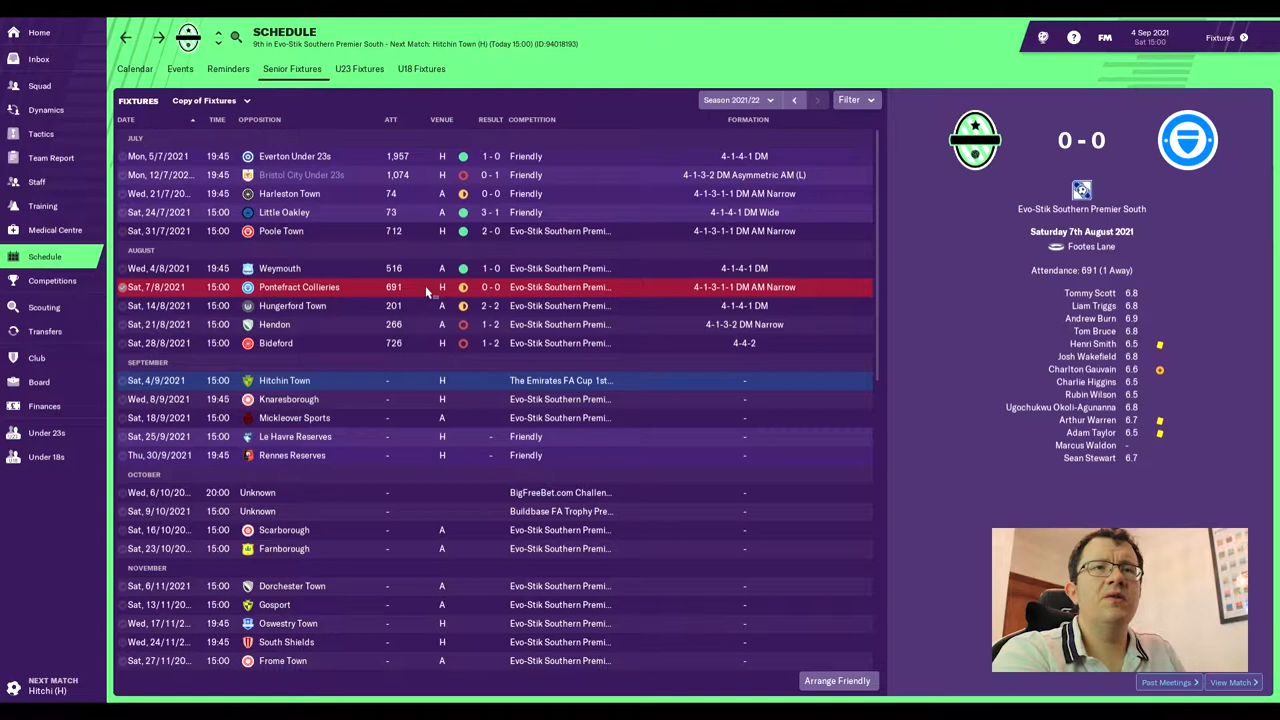 Home
Inbox
Squad
Dynamics
Tactics
Team Report
Staff
Training
Medical Centre
Schedule
Competitions
Scouting
Transfers
Club
Board
Finances
Under 23s
Under 18s
NEXT MATCH
Hitchi (H)
SCHEDULE
9th in Evo-Stik Southern Premier South - Next Match: Hitchin Town (H) (Today 15:00) (ID:94018193)
? FM 4 Sep 2021 Sat 15:00 Fixtures
Calendar Events Reminders Senior Fixtures U23 Fixtures U18 Fixtures
FIXTURES Copy of Fixtures Season 2021/22 Filter
DATE TIME OPPOSITION ATT VENUE RESULT COMPETITION FORMATION
JULY
Mon, 5/7/2021 19:45 Everton Under 23s 1,957 H 1 - 0 Friendly 4-1-4-1 DM
Mon, 12/7/202... 19:45 Bristol City Under 23s 1,074 H 0 - 1 Friendly 4-1-3-2 DM Asymmetric AM (L)
Wed, 21/7/20... 19:45 Harleston Town 74 A 0 - 0 Friendly 4-1-3-1-1 DM AM Narrow
Sat, 24/7/2021 15:00 Little Oakley 73 A 3 - 1 Friendly 4-1-4-1 DM Wide
Sat, 31/7/2021 15:00 Poole Town 712 H 2 - 0 Evo-Stik Southern Premi... 4-1-3-1-1 DM AM Narrow
AUGUST
Wed, 4/8/2021 19:45 Weymouth 516 A 1 - 0 Evo-Stik Southern Premi... 4-1-4-1 DM
Sat, 7/8/2021 15:00 Pontefract Collieries 691 H 0 - 0 Evo-Stik Southern Premi... 4-1-3-1-1 DM AM Narrow
Sat, 14/8/2021 15:00 Hungerford Town 201 A 2 - 2 Evo-Stik Southern Premi... 4-1-4-1 DM
Sat, 21/8/2021 15:00 Hendon 266 A 1 - 2 Evo-Stik Southern Premi... 4-1-3-2 DM Narrow
Sat, 28/8/2021 15:00 Bideford 726 H 1 - 2 Evo-Stik Southern Premi... 4-4-2
SEPTEMBER
Sat, 4/9/2021 15:00 Hitchin Town - H The Emirates FA Cup 1st... -
Wed, 8/9/2021 19:45 Knaresborough - H Evo-Stik Southern Premi... -
Sat, 18/9/2021 15:00 Mickleover Sports - A Evo-Stik Southern Premi... -
Sat, 25/9/2021 15:00 Le Havre Reserves - H - Friendly -
Thu, 30/9/2021 19:45 Rennes Reserves - H - Friendly -
OCTOBER
Wed, 6/10/20... 20:00 Unknown - BigFreeBet.com Challen... -
Sat, 9/10/2021 15:00 Unknown - Buildbase FA Trophy Pre... -
Sat, 16/10/20... 15:00 Scarborough - A Evo-Stik Southern Premi... -
Sat, 23/10/20... 15:00 Farnborough - A Evo-Stik Southern Premi... -
NOVEMBER
Sat, 6/11/2021 15:00 Dorchester Town - A Evo-Stik Southern Premi... -
Sat, 13/11/20... 15:00 Gosport - A Evo-Stik Southern Premi... -
Wed, 17/11/2... 19:45 Oswestry Town - H Evo-Stik Southern Premi... -
Wed, 24/11/2... 19:45 South Shields - H Evo-Stik Southern Premi... -
Sat, 27/11/20... 15:00 Frome Town - A Evo-Stik Southern Premi... -
Arrange Friendly
0 - 0
Evo-Stik Southern Premier South
Saturday 7th August 2021
Footes Lane
Attendance: 691 (1 Away)
Tommy Scott 6.8
Liam Triggs 6.8
Andrew Burn 6.9
Tom Bruce 6.8
Henri Smith 6.5
Josh Wakefield 6.8
Charlton Gauvain 6.6
Charlie Higgins 6.5
Rubin Wilson 6.5
Ugochukwu Okoli-Agunanna 6.8
Arthur Warren 6.7
Adam Taylor 6.5
Marcus Waldon -
Sean Stewart 6.7
Past Meetings View Match